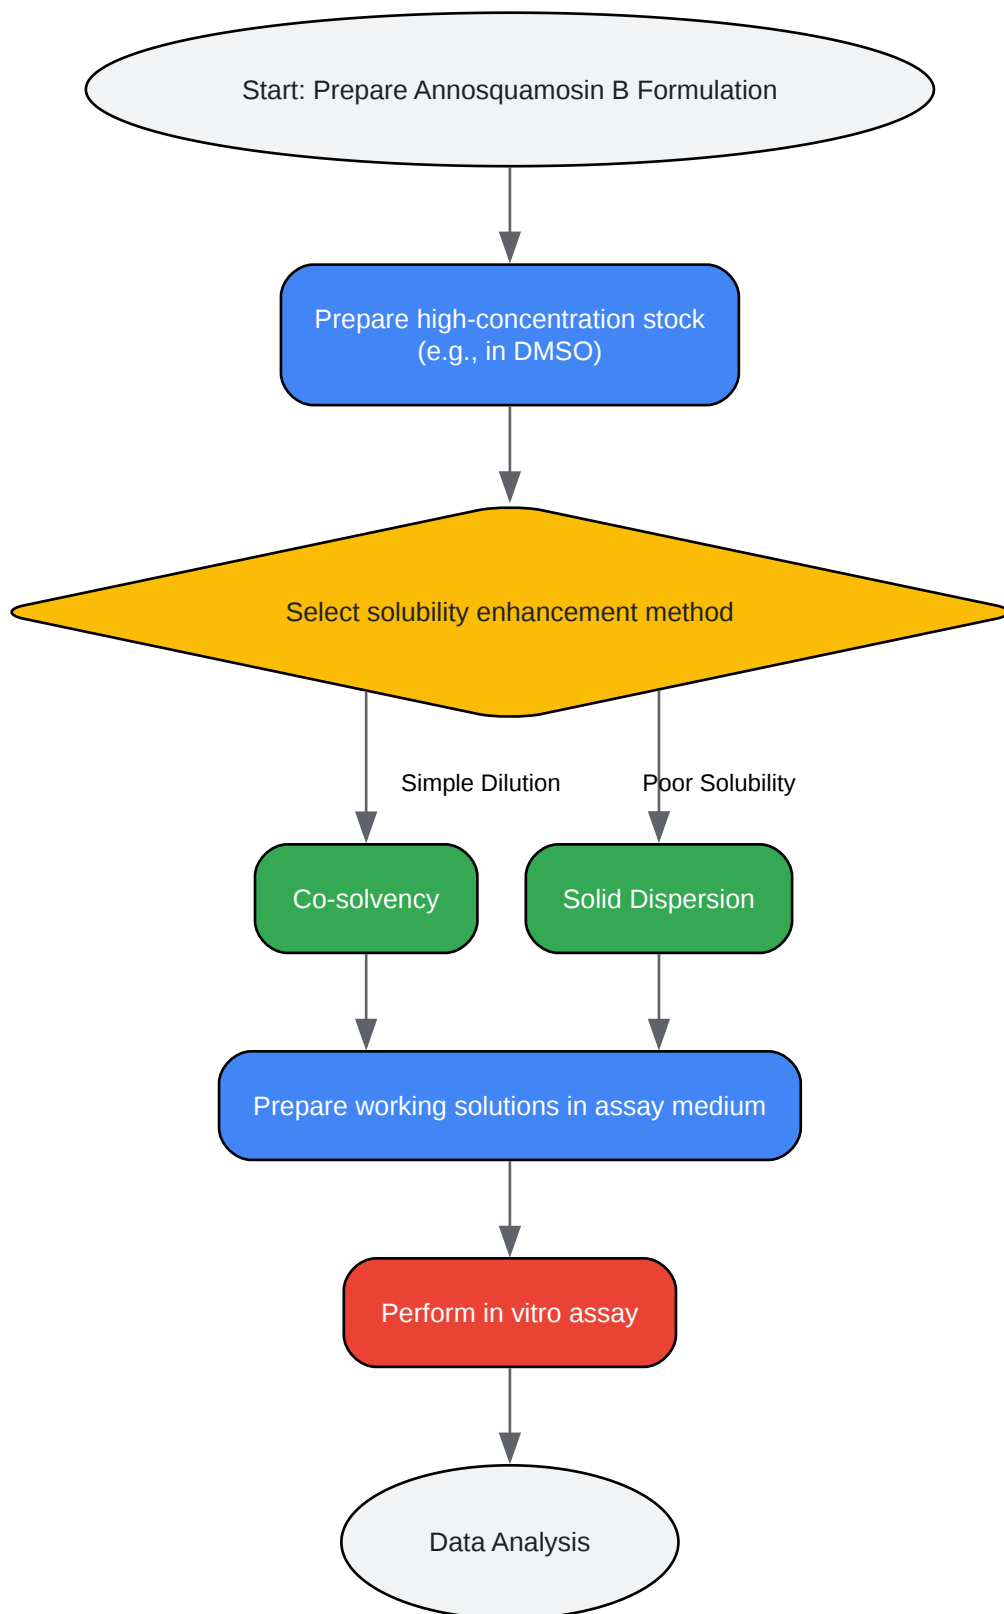 Start: Prepare Annosquamosin B Formulation
Prepare high-concentration stock
(e.g., in DMSO)
Select solubility enhancement method
Simple Dilution
Poor Solubility
Co-solvency
Solid Dispersion
Prepare working solutions in assay medium
Perform in vitro assay
Data Analysis